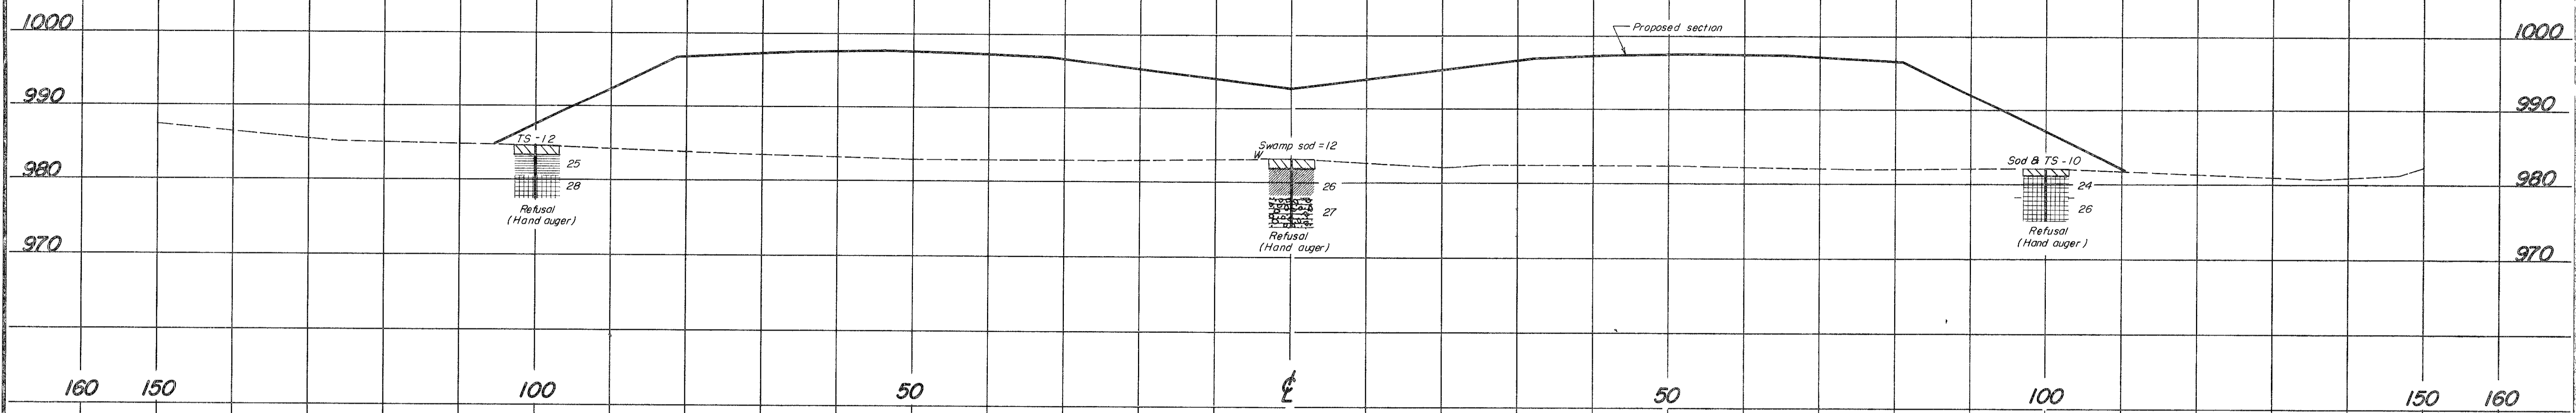 1000
Proposed section
1000
990
990
TS-12
25
28
Refusal
(Hand auger)
Swamp sod =12
W
26
27
Refusal
(Hand auger)
Sod & TS-10
24
26
Refusal
(Hand auger)
980
980
970
970
160 150 100 50 ℄ 50 100 150 160